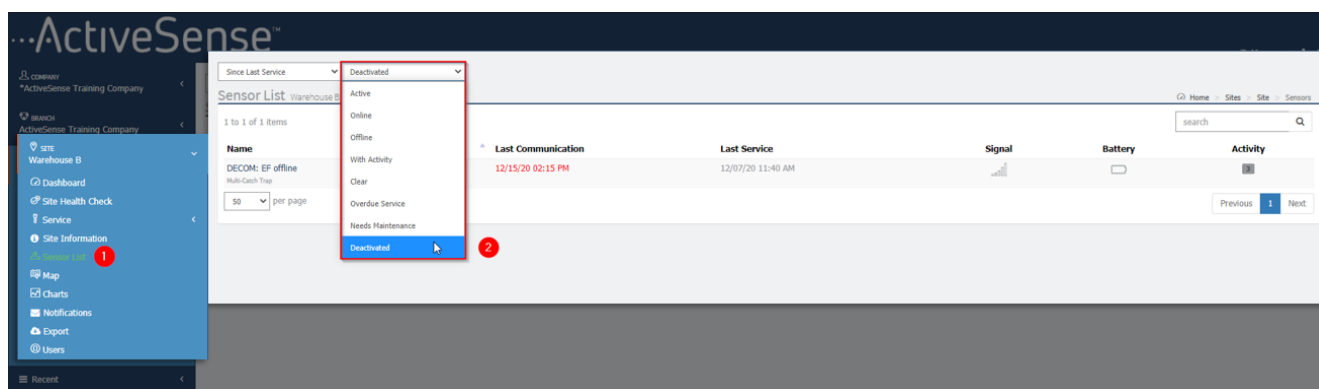 ···ActiveSense™
COMPANY
*ActiveSense Training Company
BRANCH
ActiveSense Training Company
SITE
Warehouse B
Dashboard
Site Health Check
Service
Site Information
Sensor List 1
Map
Charts
Notifications
Export
Users
Recent
Since Last Service
Deactivated
Active
Online
Offline
With Activity
Clear
Overdue Service
Needs Maintenance
Deactivated
2
Sensor List Warehouse B
Home > Sites > Site > Sensors
1 to 1 of 1 items
search
Name Last Communication Last Service Signal Battery Activity
DECOM: EF offline 12/15/20 02:15 PM 12/07/20 11:40 AM 3
Multi-Catch Trap
50 per page
Previous 1 Next